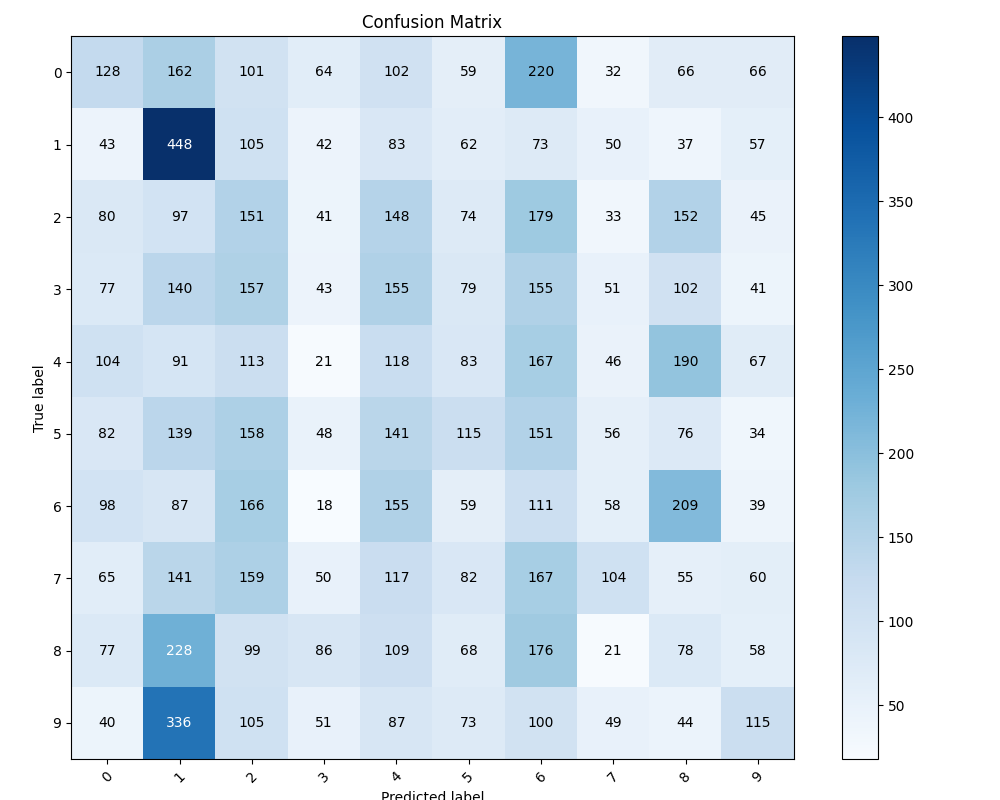 Confusion Matrix
0 128 162 101 64 102 59 220 32 66 66
1 43 448 105 42 83 62 73 50 37 57
2 80 97 151 41 148 74 179 33 152 45
3 77 140 157 43 155 79 155 51 102 41
4 104 91 113 21 118 83 167 46 190 67
5 82 139 158 48 141 115 151 56 76 34
6 98 87 166 18 155 59 111 58 209 39
7 65 141 159 50 117 82 167 104 55 60
8 77 228 99 86 109 68 176 21 78 58
9 40 336 105 51 87 73 100 49 44 115
0 1 2 3 4 5 6 7 8 9
True label
Predicted label
400
350
300
250
200
150
100
50